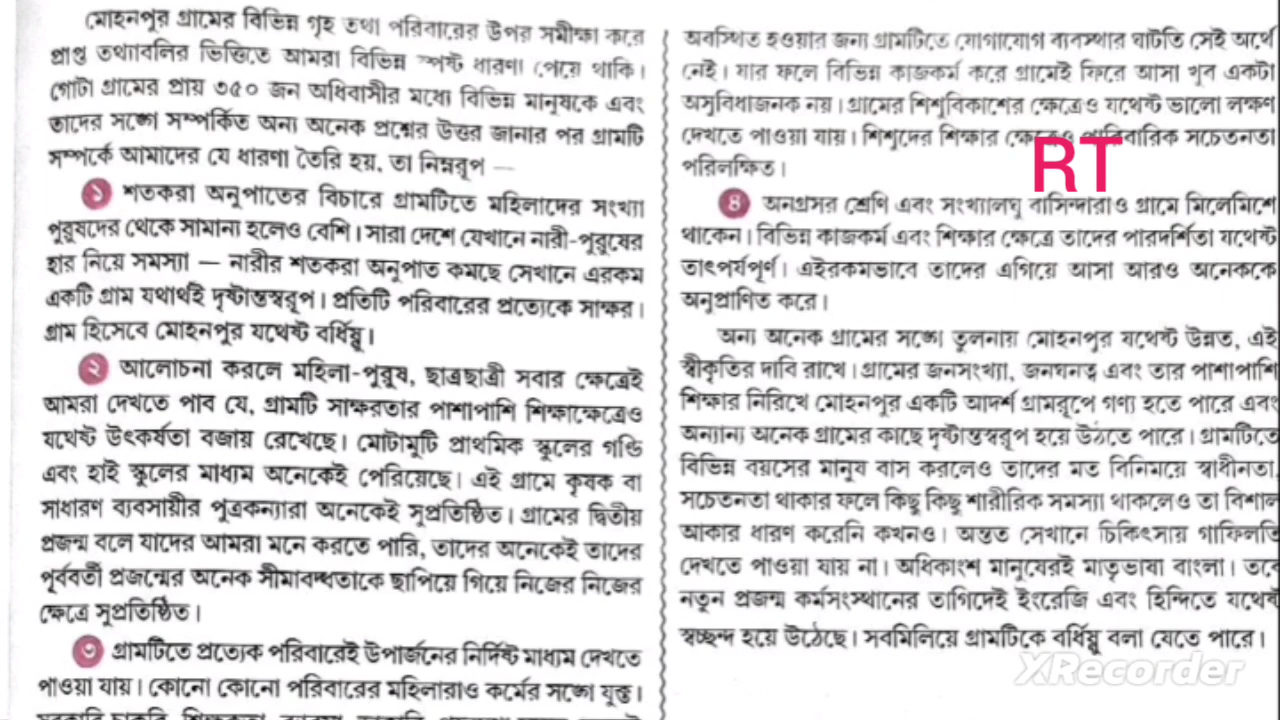 মোহনপুর গ্রামের বিভিন্ন গৃহ তথা পরিবারের উপর সমীক্ষা করে
প্রাপ্ত তথ্যাবলির ভিত্তিতে আমরা বিভিন্ন স্পষ্ট ধারণা পেয়ে থাকি।
গোটা গ্রামের প্রায় ৩৫০ জন অধিবাসীর মধ্যে বিভিন্ন মানুষকে এবং
তাদের সঙ্গে সম্পর্কিত অন্য অনেক প্রশ্নের উত্তর জানার পর গ্রামটি
সম্পর্কে আমাদের যে ধারণা তৈরি হয়, তা নিম্নরূপ —
১ শতকরা অনুপাতের বিচারে গ্রামটিতে মহিলাদের সংখ্যা
পুরুষদের থেকে সামান্য হলেও বেশি। সারা দেশে যেখানে নারী-পুরুষের
হার নিয়ে সমস্যা — নারীর শতকরা অনুপাত কমছে সেখানে এরকম
একটি গ্রাম যথার্থই দৃষ্টান্তস্বরূপ। প্রতিটি পরিবারের প্রত্যেকে সাক্ষর।
গ্রাম হিসেবে মোহনপুর যথেষ্ট বর্ধিষ্ণু।
২ আলোচনা করলে মহিলা-পুরুষ, ছাত্রছাত্রী সবার ক্ষেত্রেই
আমরা দেখতে পাব যে, গ্রামটি সাক্ষরতার পাশাপাশি শিক্ষাক্ষেত্রেও
যথেষ্ট উৎকর্ষতা বজায় রেখেছে। মোটামুটি প্রাথমিক স্কুলের গণ্ডি
এবং হাই স্কুলের মাধ্যম অনেকেই পেরিয়েছে। এই গ্রামে কৃষক বা
সাধারণ ব্যবসায়ীর পুত্রকন্যারা অনেকেই সুপ্রতিষ্ঠিত। গ্রামের দ্বিতীয়
প্রজন্ম বলে যাদের আমরা মনে করতে পারি, তাদের অনেকেই তাদের
পূর্ববর্তী প্রজন্মের অনেক সীমাবদ্ধতাকে ছাপিয়ে গিয়ে নিজের নিজের
ক্ষেত্রে সুপ্রতিষ্ঠিত।
৩ গ্রামটিতে প্রত্যেক পরিবারেই উপার্জনের নির্দিষ্ট মাধ্যম দেখতে
পাওয়া যায়। কোনো কোনো পরিবারের মহিলারাও কর্মের সঙ্গে যুক্ত।
অবস্থিত হওয়ার জন্য গ্রামটিতে যোগাযোগ ব্যবস্থার ঘাটতি সেই অর্থে
নেই। যার ফলে বিভিন্ন কাজকর্ম করে গ্রামেই ফিরে আসা খুব একটা
অসুবিধাজনক নয়। গ্রামের শিশুবিকাশের ক্ষেত্রেও যথেষ্ট ভালো লক্ষণ
দেখতে পাওয়া যায়। শিশুদের শিক্ষার ক্ষেত্রেও পারিবারিক সচেতনতা
পরিলক্ষিত।
RT
৪ অনগ্রসর শ্রেণি এবং সংখ্যালঘু বাসিন্দারাও গ্রামে মিলেমিশে
থাকেন। বিভিন্ন কাজকর্ম এবং শিক্ষার ক্ষেত্রে তাদের পারদর্শিতা যথেষ্ট
তাৎপর্যপূর্ণ। এইরকমভাবে তাদের এগিয়ে আসা আরও অনেককে
অনুপ্রাণিত করে।
অন্য অনেক গ্রামের সঙ্গে তুলনায় মোহনপুর যথেষ্ট উন্নত, এই
স্বীকৃতির দাবি রাখে। গ্রামের জনসংখ্যা, জনঘনত্ব এবং তার পাশাপাশি
শিক্ষার নিরিখে মোহনপুর একটি আদর্শ গ্রামরূপে গণ্য হতে পারে এবং
অন্যান্য অনেক গ্রামের কাছে দৃষ্টান্তস্বরূপ হয়ে উঠতে পারে। গ্রামটিতে
বিভিন্ন বয়সের মানুষ বাস করলেও তাদের মত বিনিময়ে স্বাধীনতা,
সচেতনতা থাকার ফলে কিছু কিছু শারীরিক সমস্যা থাকলেও তা বিশাল
আকার ধারণ করেনি কখনও। অন্তত সেখানে চিকিৎসায় গাফিলতি
দেখতে পাওয়া যায় না। অধিকাংশ মানুষেরই মাতৃভাষা বাংলা। তবে
নতুন প্রজন্ম কর্মসংস্থানের তাগিদেই ইংরেজি এবং হিন্দিতে যথেষ্ট
স্বচ্ছন্দ হয়ে উঠেছে। সবমিলিয়ে গ্রামটিকে বর্ধিষ্ণু বলা যেতে পারে।
XRecorder